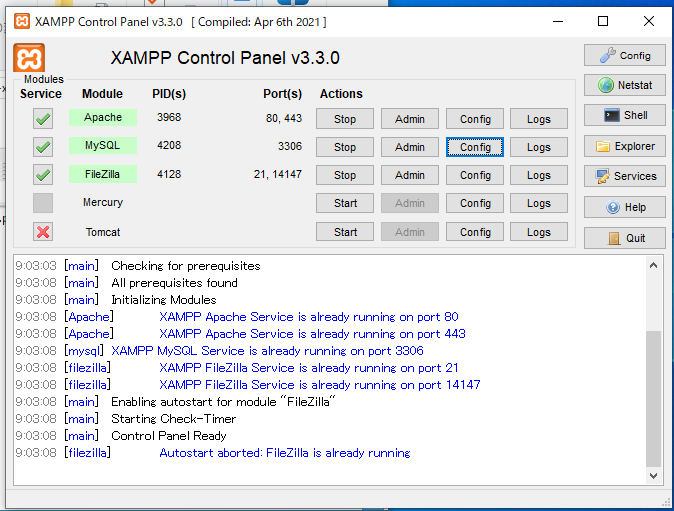 XAMPP Control Panel v3.3.0 [ Compiled: Apr 6th 2021 ]
XAMPP Control Panel v3.3.0
Config
Modules
Service Module PID(s) Port(s) Actions
Netstat
Apache 3968 80, 443 Stop Admin Config Logs
Shell
MySQL 4208 3306 Stop Admin Config Logs
Explorer
FileZilla 4128 21, 14147 Stop Admin Config Logs
Services
Mercury Start Admin Config Logs
Help
Tomcat Start Admin Config Logs
Quit
9:03:03 [main] Checking for prerequisites
9:03:08 [main] All prerequisites found
9:03:08 [main] Initializing Modules
9:03:08 [Apache] XAMPP Apache Service is already running on port 80
9:03:08 [Apache] XAMPP Apache Service is already running on port 443
9:03:08 [mysql] XAMPP MySQL Service is already running on port 3306
9:03:08 [filezilla] XAMPP FileZilla Service is already running on port 21
9:03:08 [filezilla] XAMPP FileZilla Service is already running on port 14147
9:03:08 [main] Enabling autostart for module "FileZilla"
9:03:08 [main] Starting Check-Timer
9:03:08 [main] Control Panel Ready
9:03:08 [filezilla] Autostart aborted: FileZilla is already running